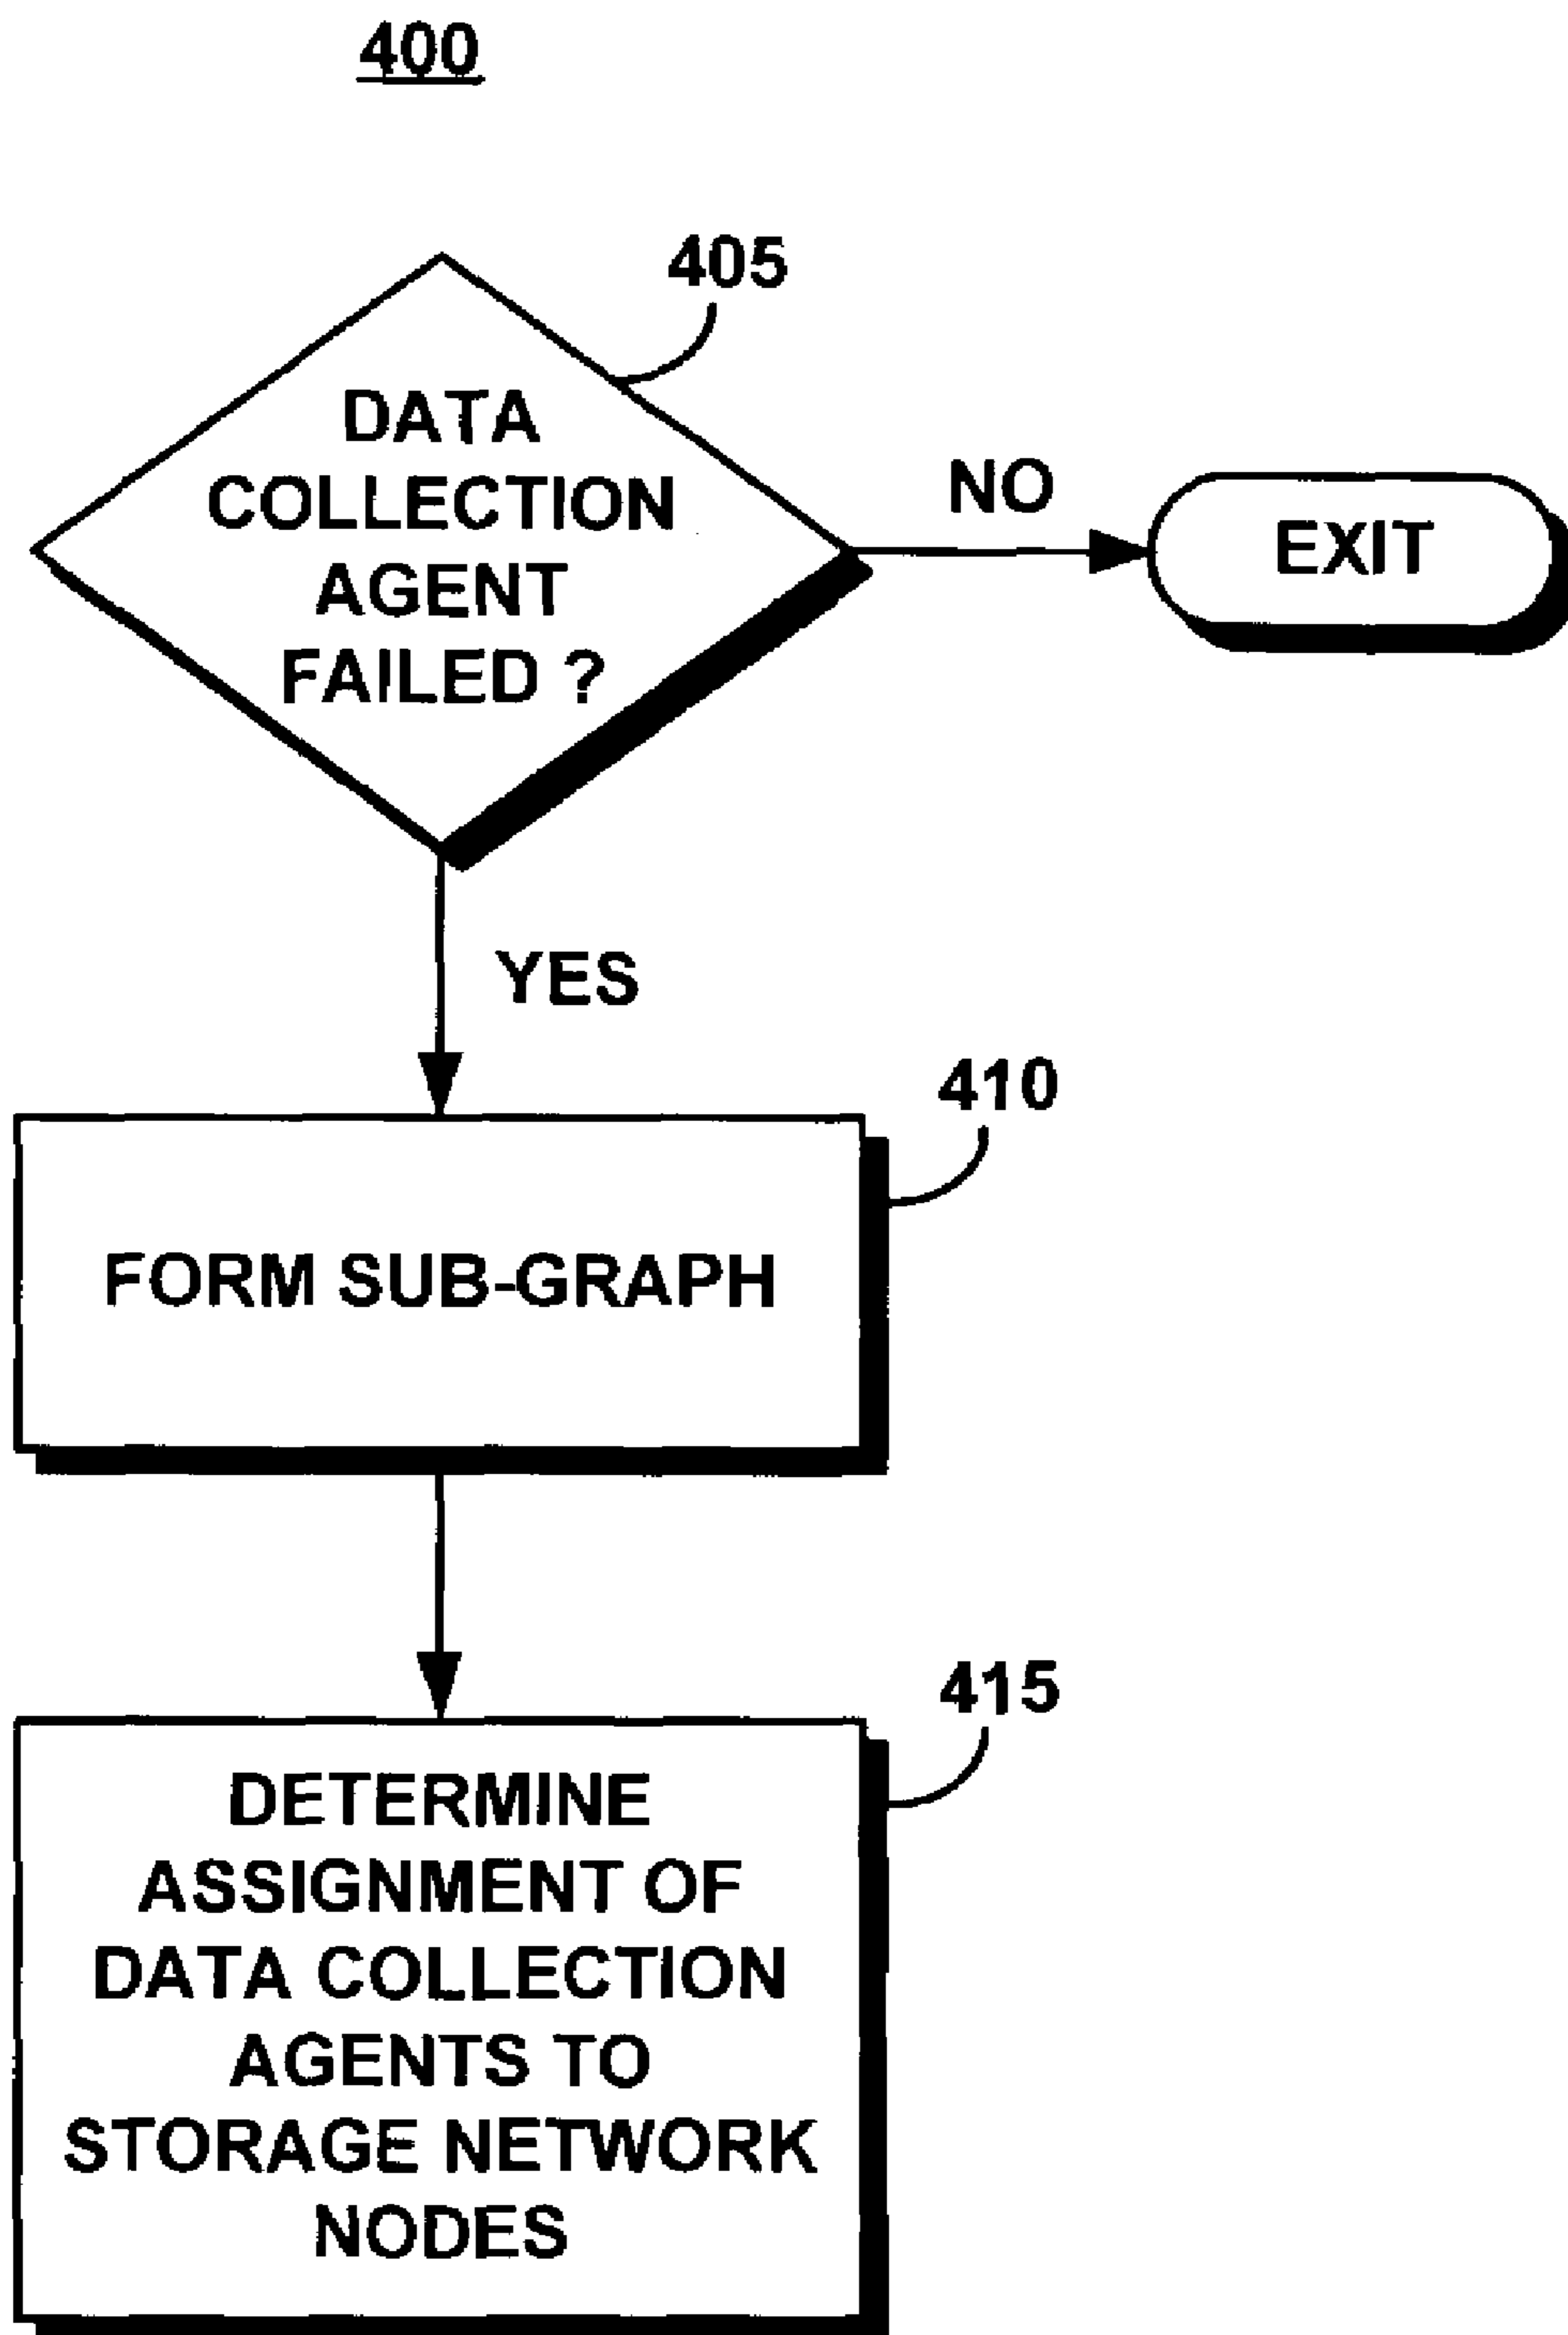 400
405
DATA
COLLECTION
AGENT
FAILED ?
NO
EXIT
YES
410
FORM SUB-GRAPH
415
DETERMINE
ASSIGNMENT OF
DATA COLLECTION
AGENTS TO
STORAGE NETWORK
NODES